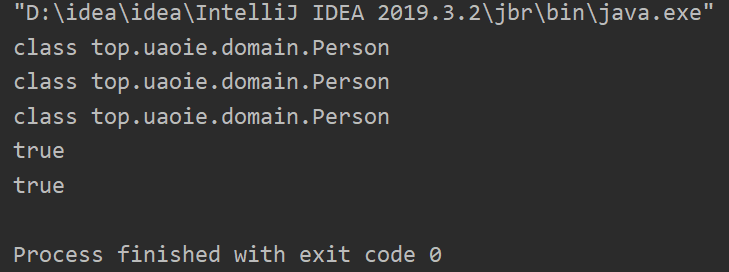 "D:\idea\idea\IntelliJ IDEA 2019.3.2\jbr\bin\java.exe"
class top.uaoie.domain.Person
class top.uaoie.domain.Person
class top.uaoie.domain.Person
true
true
Process finished with exit code 0